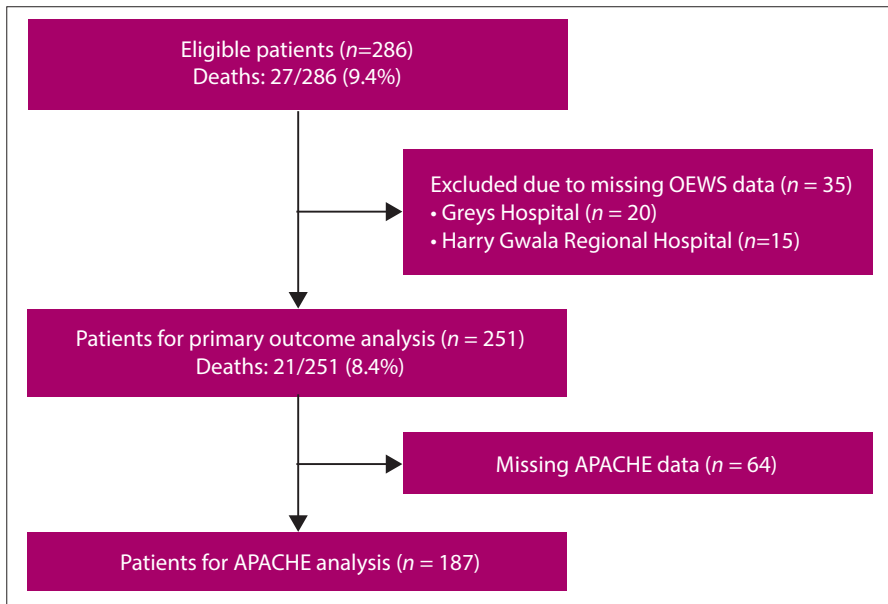 Eligible patients (n=286)
Deaths: 27/286 (9.4%)
Excluded due to missing OEWS data (n = 35)
• Greys Hospital (n = 20)
• Harry Gwala Regional Hospital (n=15)
Patients for primary outcome analysis (n = 251)
Deaths: 21/251 (8.4%)
Missing APACHE data (n = 64)
Patients for APACHE analysis (n = 187)